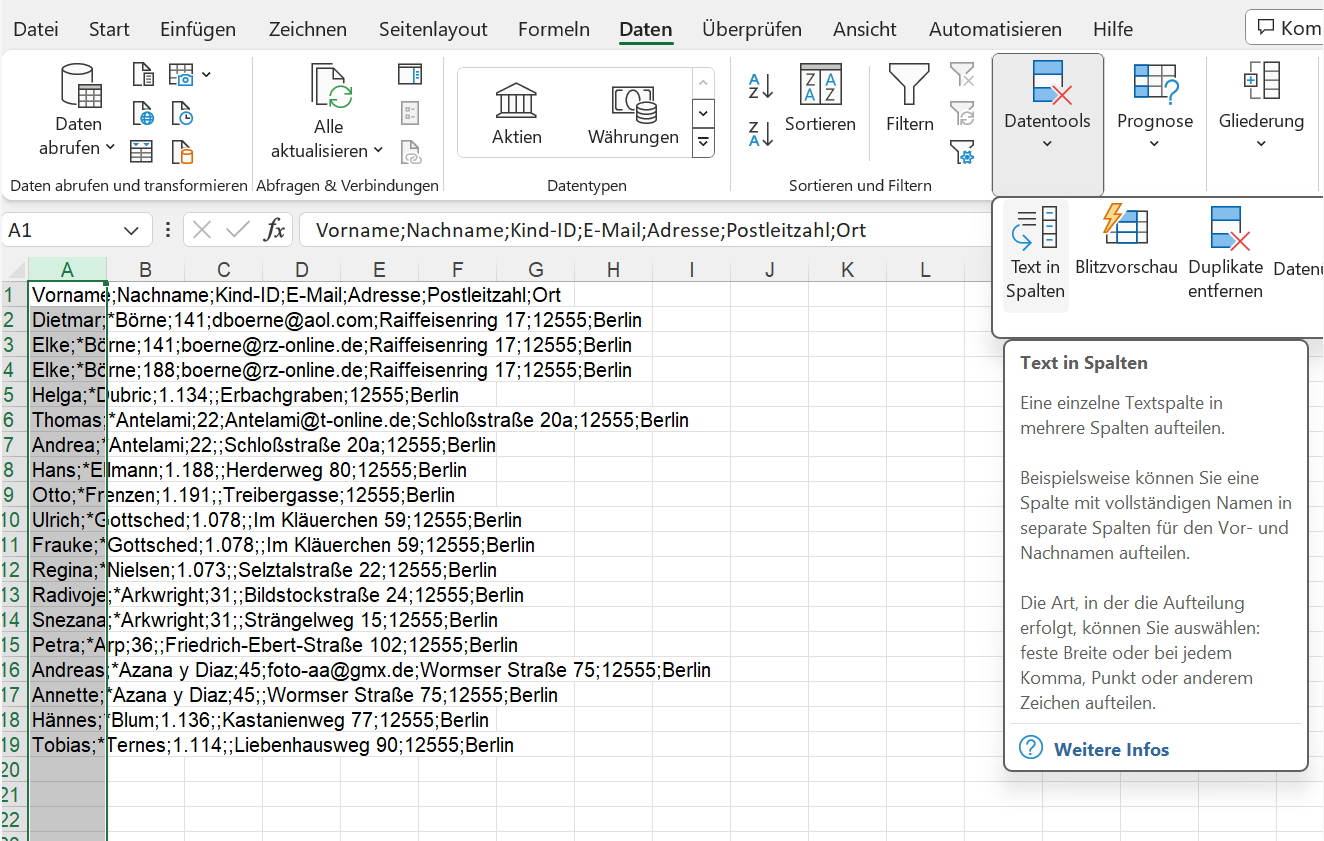 Datei Start Einfügen Zeichnen Seitenlayout Formeln Daten Überprüfen Ansicht Automatisieren Hilfe Kom
Daten abrufen
Alle aktualisieren
Aktien Währungen
Sortieren
Filtern
Datentools
Prognose
Gliederung
Daten abrufen und transformieren Abfragen & Verbindungen Datentypen Sortieren und Filtern
A1 fx Vorname;Nachname;Kind-ID;E-Mail;Adresse;Postleitzahl;Ort
Text in Spalten
Blitzvorschau
Duplikate entfernen
A B C D E F G H I J K L
1 Vorname;Nachname;Kind-ID;E-Mail;Adresse;Postleitzahl;Ort
2 Dietmar;*Börne;141;dboerne@aol.com;Raiffeisenring 17;12555;Berlin
3 Elke;*Börne;141;boerne@rz-online.de;Raiffeisenring 17;12555;Berlin
4 Elke;*Börne;188;boerne@rz-online.de;Raiffeisenring 17;12555;Berlin
5 Helga;*Dubric;1.134;;Erbachgraben;12555;Berlin
6 Thomas;*Antelami;22;Antelami@t-online.de;Schloßstraße 20a;12555;Berlin
7 Andrea;*Antelami;22;;Schloßstraße 20a;12555;Berlin
8 Hans;*Ellmann;1.188;;Herderweg 80;12555;Berlin
9 Otto;*Frenzen;1.191;;Treibergasse;12555;Berlin
10 Ulrich;*Gottsched;1.078;;Im Kläuerchen 59;12555;Berlin
11 Frauke;*Gottsched;1.078;;Im Kläuerchen 59;12555;Berlin
12 Regina;*Nielsen;1.073;;Selztalstraße 22;12555;Berlin
13 Radivoje;*Arkwright;31;;Bildstockstraße 24;12555;Berlin
14 Snezana;*Arkwright;31;;Strängelweg 15;12555;Berlin
15 Petra;*Arp;36;;Friedrich-Ebert-Straße 102;12555;Berlin
16 Andreas;*Azana y Diaz;45;foto-aa@gmx.de;Wormser Straße 75;12555;Berlin
17 Annette;*Azana y Diaz;45;;Wormser Straße 75;12555;Berlin
18 Hännes;*Blum;1.136;;Kastanienweg 77;12555;Berlin
19 Tobias;*Ternes;1.114;;Liebenhausweg 90;12555;Berlin
20
21
22
Text in Spalten
Eine einzelne Textspalte in
mehrere Spalten aufteilen.
Beispielsweise können Sie eine
Spalte mit vollständigen Namen in
separate Spalten für den Vor- und
Nachnamen aufteilen.
Die Art, in der die Aufteilung
erfolgt, können Sie auswählen:
feste Breite oder bei jedem
Komma, Punkt oder anderem
Zeichen aufteilen.
Weitere Infos